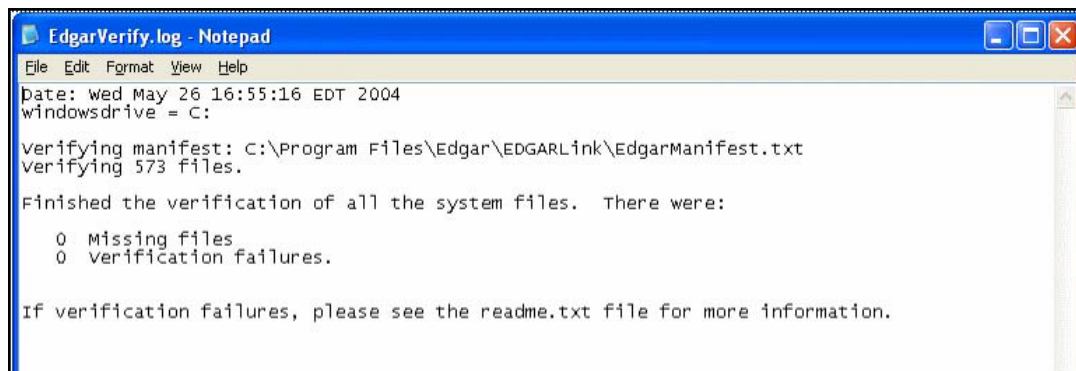 EdgarVerify.log - Notepad
File Edit Format View Help
Date: Wed May 26 16:55:16 EDT 2004
windowsdrive = C:
Verifying manifest: C:\Program Files\Edgar\EDGARLink\EdgarManifest.txt
Verifying 573 files.
Finished the verification of all the system files.  There were:
0  Missing files
0  Verification failures.
If verification failures, please see the readme.txt file for more information.